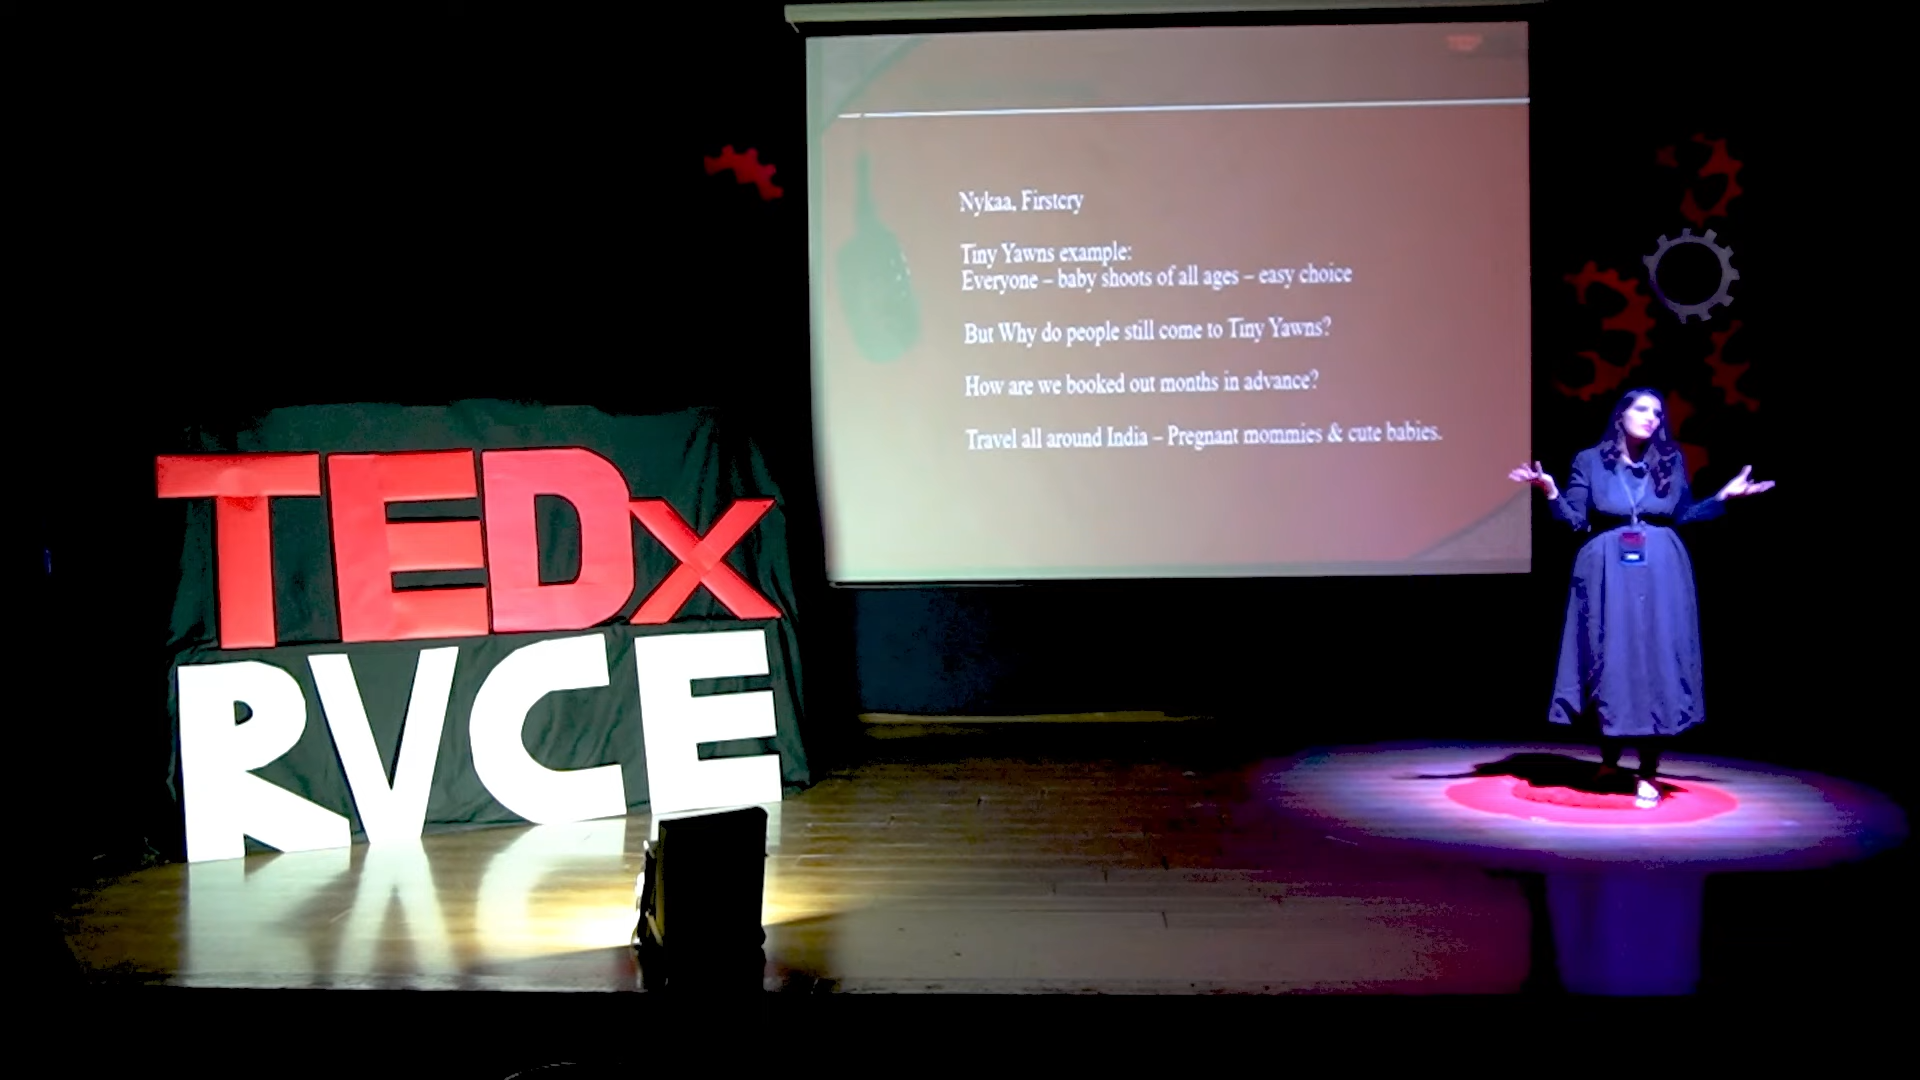 TEDx
RVCE
Nykaa, Firstcry
Tiny Yawns example:
Everyone – baby shoots of all ages – easy choice
But Why do people still come to Tiny Yawns?
How are we booked out months in advance?
Travel all around India – Pregnant mommies & cute babies.